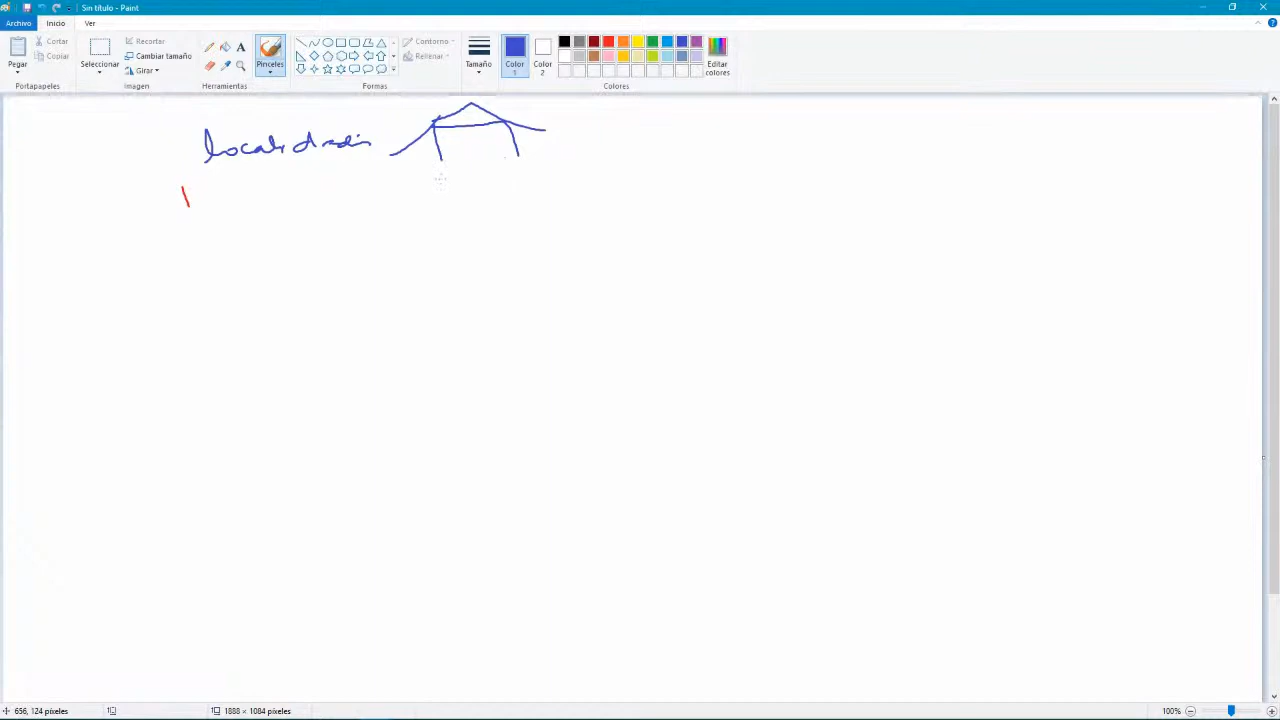 Sin título - Paint
Archivo Inicio Ver
Pegar
Cortar
Copiar
Portapapeles
Seleccionar
Recortar
Cambiar tamaño
Girar
Imagen
A
Herramientas
Pinceles
Contorno
Rellenar
Formas
Tamaño
Color 1
Color 2
Editar colores
Colores
656, 124 píxeles
1888 × 1084 píxeles
100%